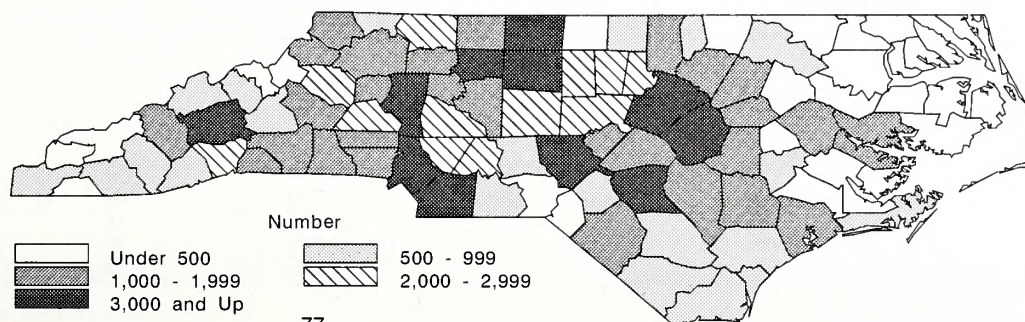 Number
Under 500
500 - 999
1,000 - 1,999
2,000 - 2,999
3,000 and Up